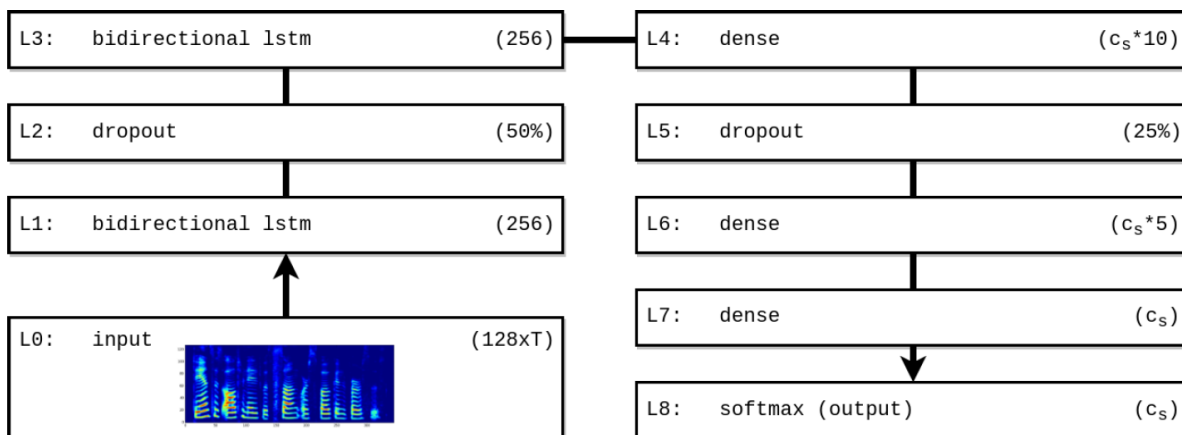 L3: bidirectional lstm (256)
L2: dropout (50%)
L1: bidirectional lstm (256)
L0: input (128xT)
L4: dense (cₛ*10)
L5: dropout (25%)
L6: dense (cₛ*5)
L7: dense (cₛ)
L8: softmax (output) (cₛ)